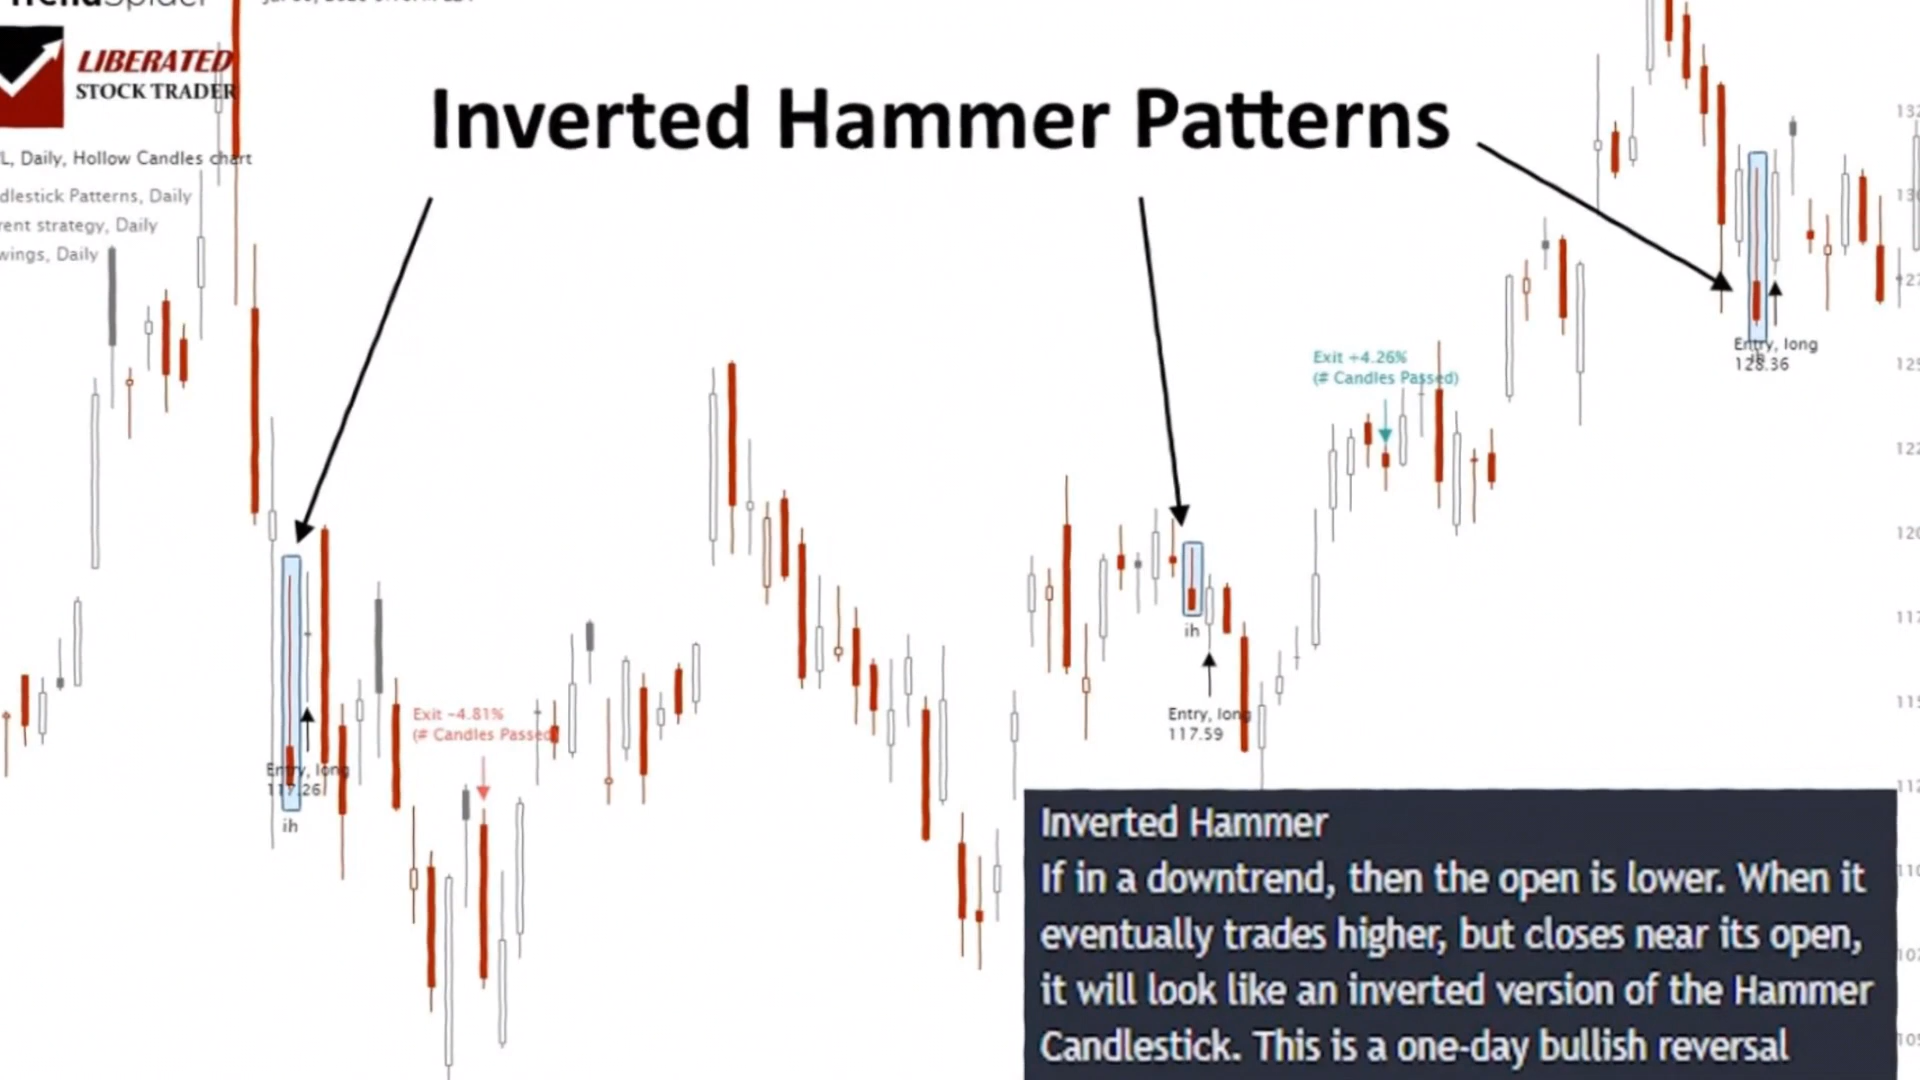 LIBERATED
STOCK TRADER
Inverted Hammer Patterns
L, Daily, Hollow Candles chart
dlestick Patterns, Daily
rent strategy, Daily
wings, Daily
Exit +4.26%
(# Candles Passed)
Entry, long
128.36
ih
Entry, long
117.59
Exit -4.81%
(# Candles Passed)
Entry, long
117.26
ih
Inverted Hammer
If in a downtrend, then the open is lower. When it
eventually trades higher, but closes near its open,
it will look like an inverted version of the Hammer
Candlestick. This is a one-day bullish reversal